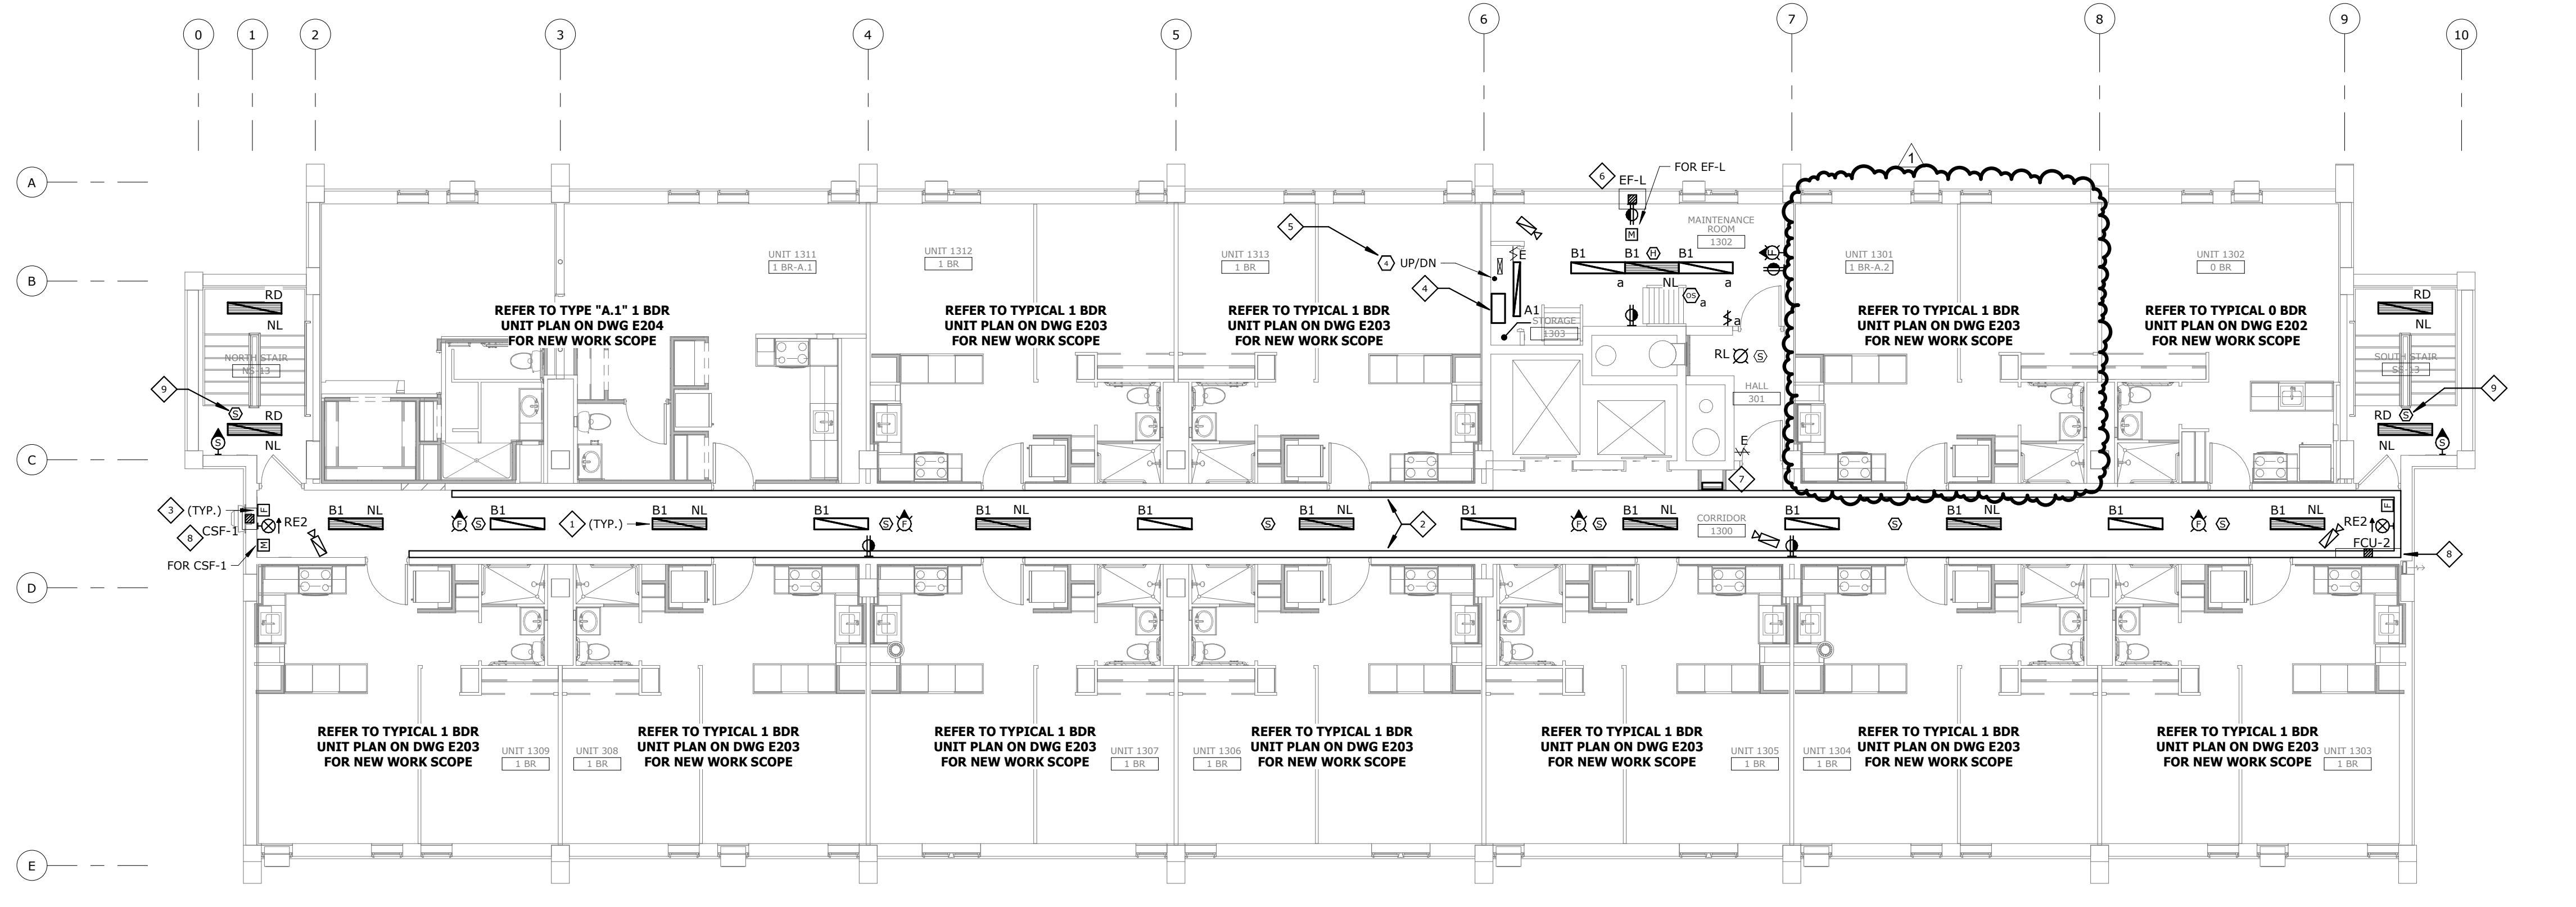 0 1 2 3 4 5 6 7 8 9 10
A
1
6
EF-L
FOR EF-L
5
MAINTENANCE
ROOM
1302
M
F
UNIT 1311
1 BR-A.1
UNIT 1312
1 BR
UNIT 1313
1 BR
E
B1 B1 H B1
UNIT 1301
1 BR-A.2
UNIT 1302
0 BR
4 UP/DN
B
a NL a
4
OS a
RD
NL
REFER TO TYPE "A.1" 1 BDR
UNIT PLAN ON DWG E204
FOR NEW WORK SCOPE
REFER TO TYPICAL 1 BDR
UNIT PLAN ON DWG E203
FOR NEW WORK SCOPE
REFER TO TYPICAL 1 BDR
UNIT PLAN ON DWG E203
FOR NEW WORK SCOPE
A1
STORAGE
1303
a
REFER TO TYPICAL 1 BDR
UNIT PLAN ON DWG E203
FOR NEW WORK SCOPE
REFER TO TYPICAL 0 BDR
UNIT PLAN ON DWG E202
FOR NEW WORK SCOPE
RD
NL
NORTH STAIR
NS-13
RL S
SOUTH STAIR
SS-13
9
HALL
301
9
S RD
S
NL
E
RD S
NL
S
C
7
3 (TYP.)
F
RE2
8 CSF-1
M
FOR CSF-1
B1 NL
F S B1
1 (TYP.)
B1 NL
B1 S F
B1 NL
B1
S
B1 NL
2
B1
F S
B1 NL
CORRIDOR
1300
B1
S
B1 NL
B1
F S
B1 NL
RE2
F
FCU-2
8
D
REFER TO TYPICAL 1 BDR
UNIT PLAN ON DWG E203
FOR NEW WORK SCOPE
UNIT 1309
1 BR
UNIT 308
1 BR
REFER TO TYPICAL 1 BDR
UNIT PLAN ON DWG E203
FOR NEW WORK SCOPE
REFER TO TYPICAL 1 BDR
UNIT PLAN ON DWG E203
FOR NEW WORK SCOPE
UNIT 1307
1 BR
UNIT 1306
1 BR
REFER TO TYPICAL 1 BDR
UNIT PLAN ON DWG E203
FOR NEW WORK SCOPE
REFER TO TYPICAL 1 BDR
UNIT PLAN ON DWG E203
FOR NEW WORK SCOPE
UNIT 1305
1 BR
UNIT 1304
1 BR
REFER TO TYPICAL 1 BDR
UNIT PLAN ON DWG E203
FOR NEW WORK SCOPE
REFER TO TYPICAL 1 BDR
UNIT PLAN ON DWG E203
FOR NEW WORK SCOPE
UNIT 1303
1 BR
E